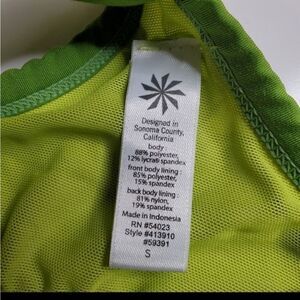 Designed in
Sonoma County,
California
body
88% polyester,
12% lycra® spandex
front body lining:
85% polyester,
15% spandex
back body lining:
81% nylon,
19% spandex
Made in Indonesia
RN #54023
Style #413910
#59391
S